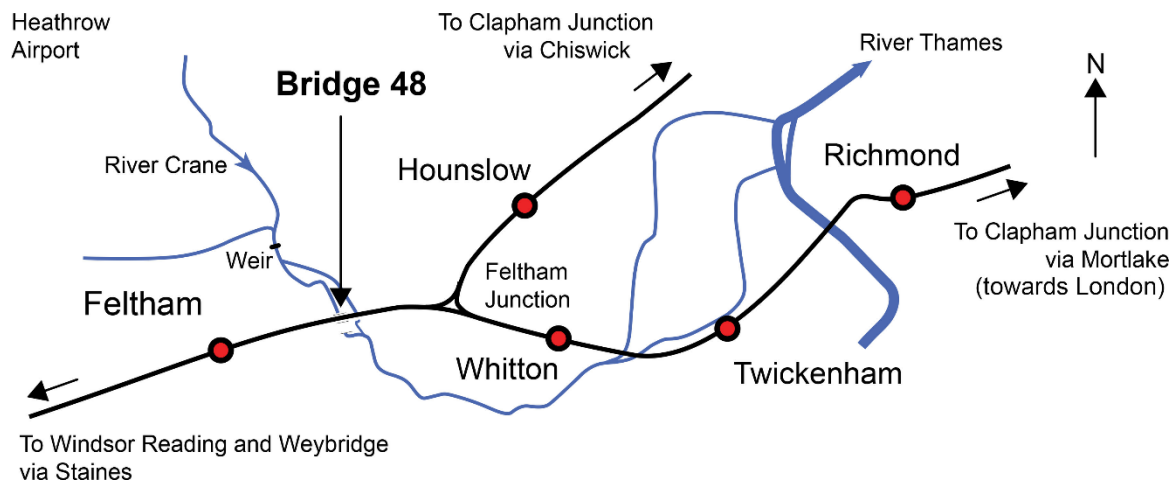 Heathrow
Airport
To Clapham Junction
via Chiswick
River Thames
N
Bridge 48
River Crane
Hounslow
Richmond
Weir
Feltham
Junction
To Clapham Junction
via Mortlake
(towards London)
Feltham
Whitton
Twickenham
To Windsor Reading and Weybridge
via Staines